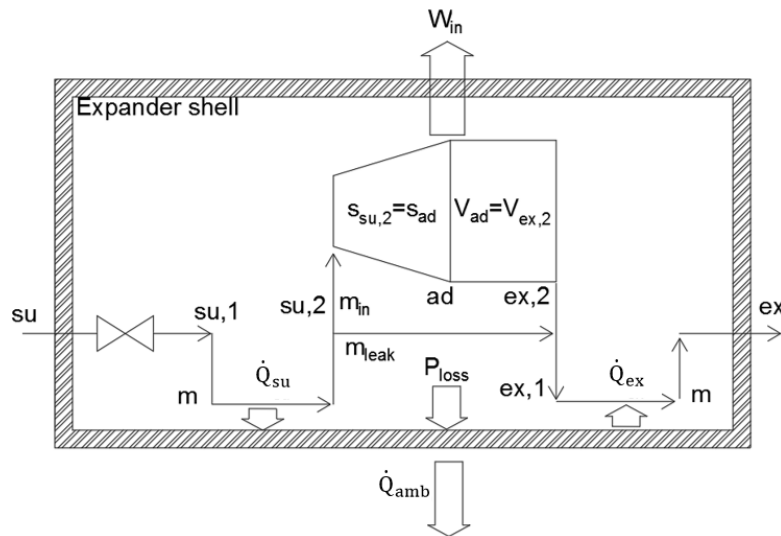 W_in
Expander shell
s_su,2=s_ad V_ad=V_ex,2
su su,1 su,2 m_in ad ex,2 ex
m_leak
m Q̇_su P_loss ex,1 Q̇_ex m
Q̇_amb